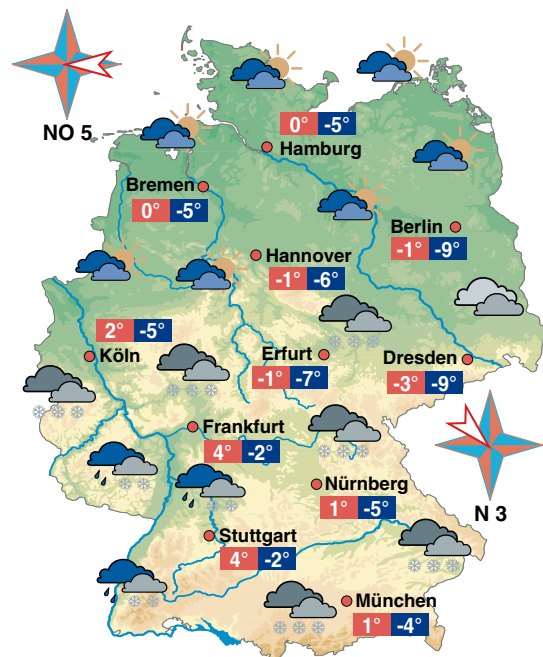 NO 5
0° -5°
Hamburg
Bremen
0° -5°
Berlin
-1° -9°
Hannover
-1° -6°
2° -5°
Köln
Erfurt
-1° -7°
Dresden
-3° -9°
Frankfurt
4° -2°
Nürnberg
1° -5°
N 3
Stuttgart
4° -2°
München
1° -4°